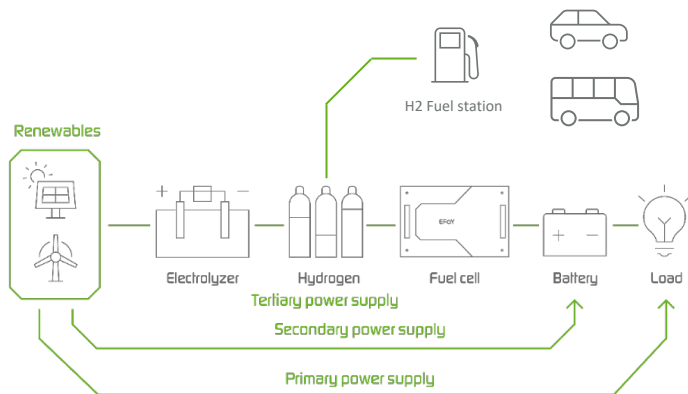 H2 Fuel station
Renewables
+ −
EFOY
+ −
Electrolyzer
Hydrogen
Fuel cell
Battery
Load
Tertiary power supply
Secondary power supply
Primary power supply